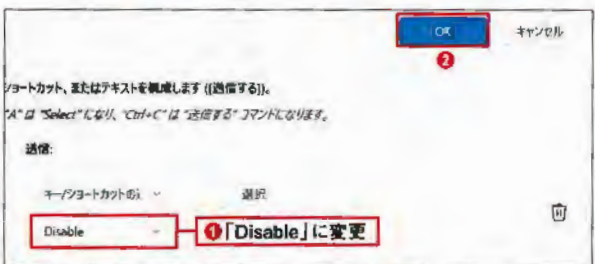 OK キャンセル
❷
ショートカット、またはテキストを構成します ([送信する])。
"A" は "Select" になり、"Ctrl+C" は "送信する" コマンドになります。
送信:
キー/ショートカットの 選択
Disable ❶「Disable」に変更